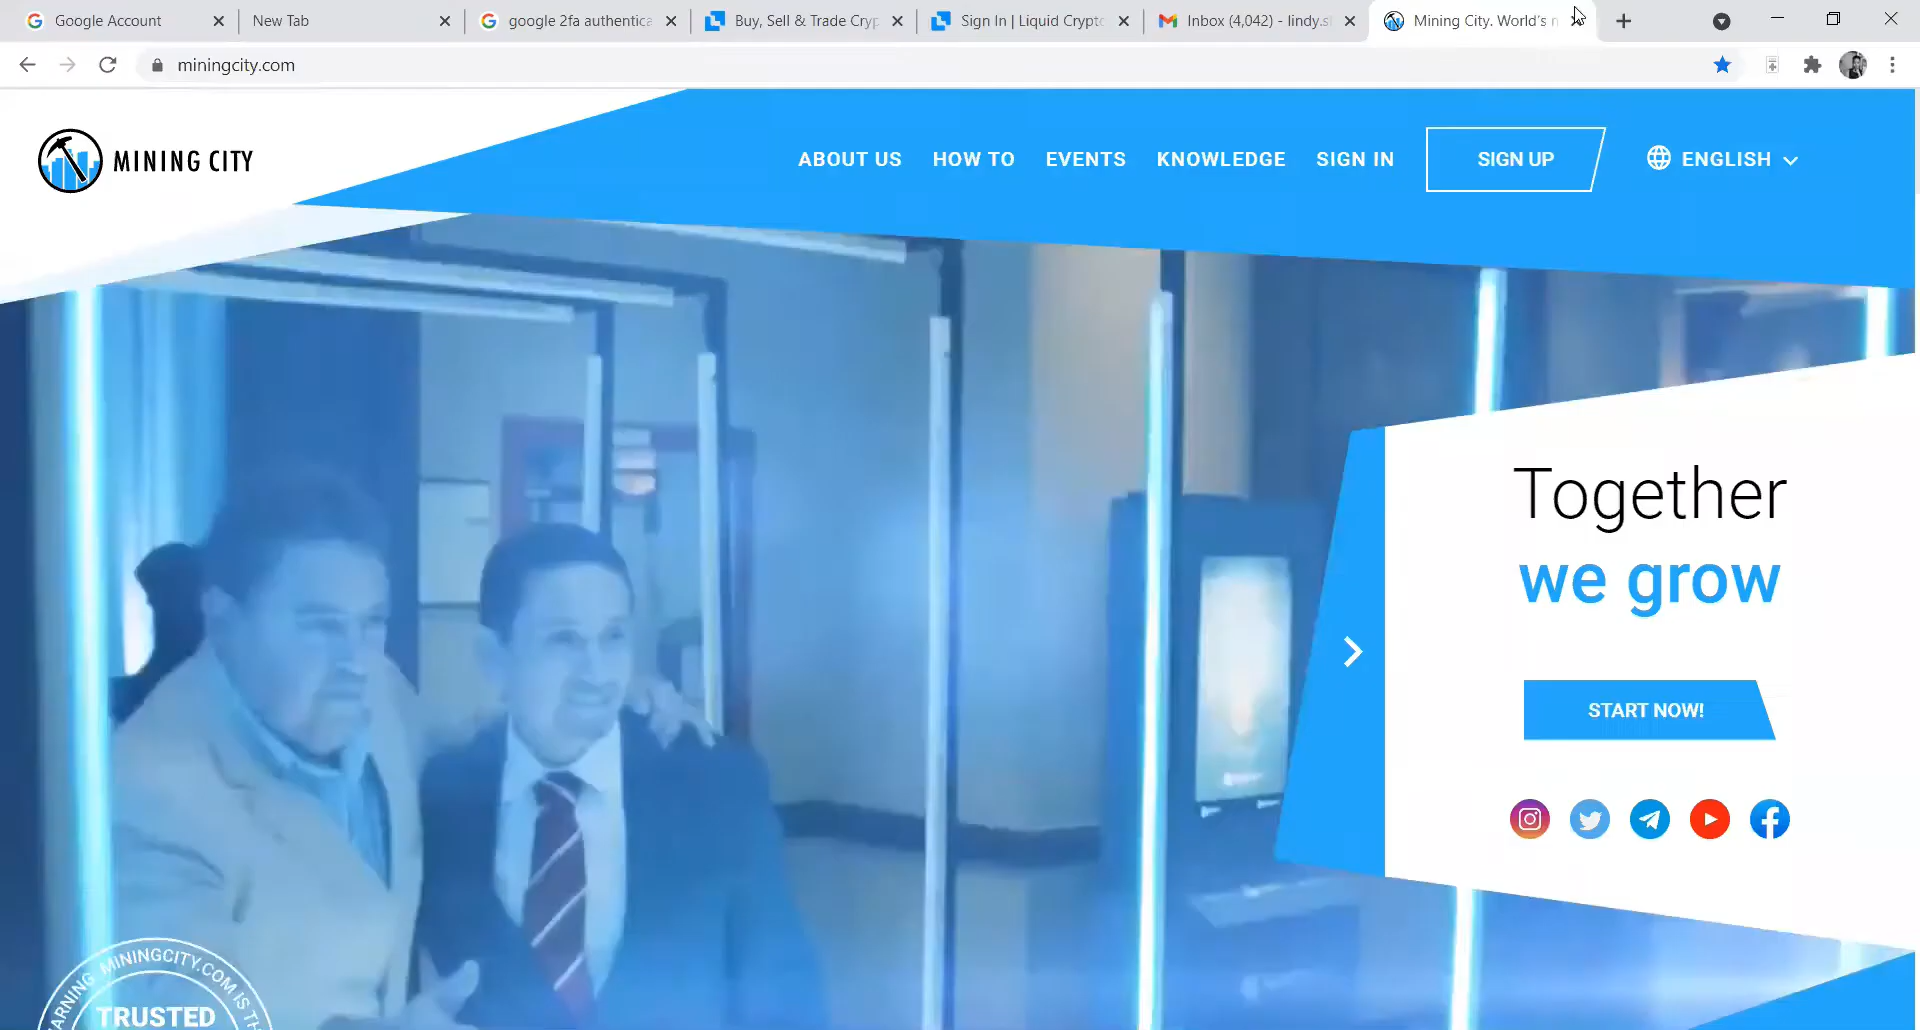 Google Account
New Tab
google 2fa authentica
Buy, Sell & Trade Cryp
Sign In | Liquid Crypto
Inbox (4,042) - lindy.sl
Mining City. World's
miningcity.com
MINING CITY
ABOUT US
HOW TO
EVENTS
KNOWLEDGE
SIGN IN
SIGN UP
ENGLISH
Together
we grow
START NOW!
MININGCITY.COM IS
TRUSTED